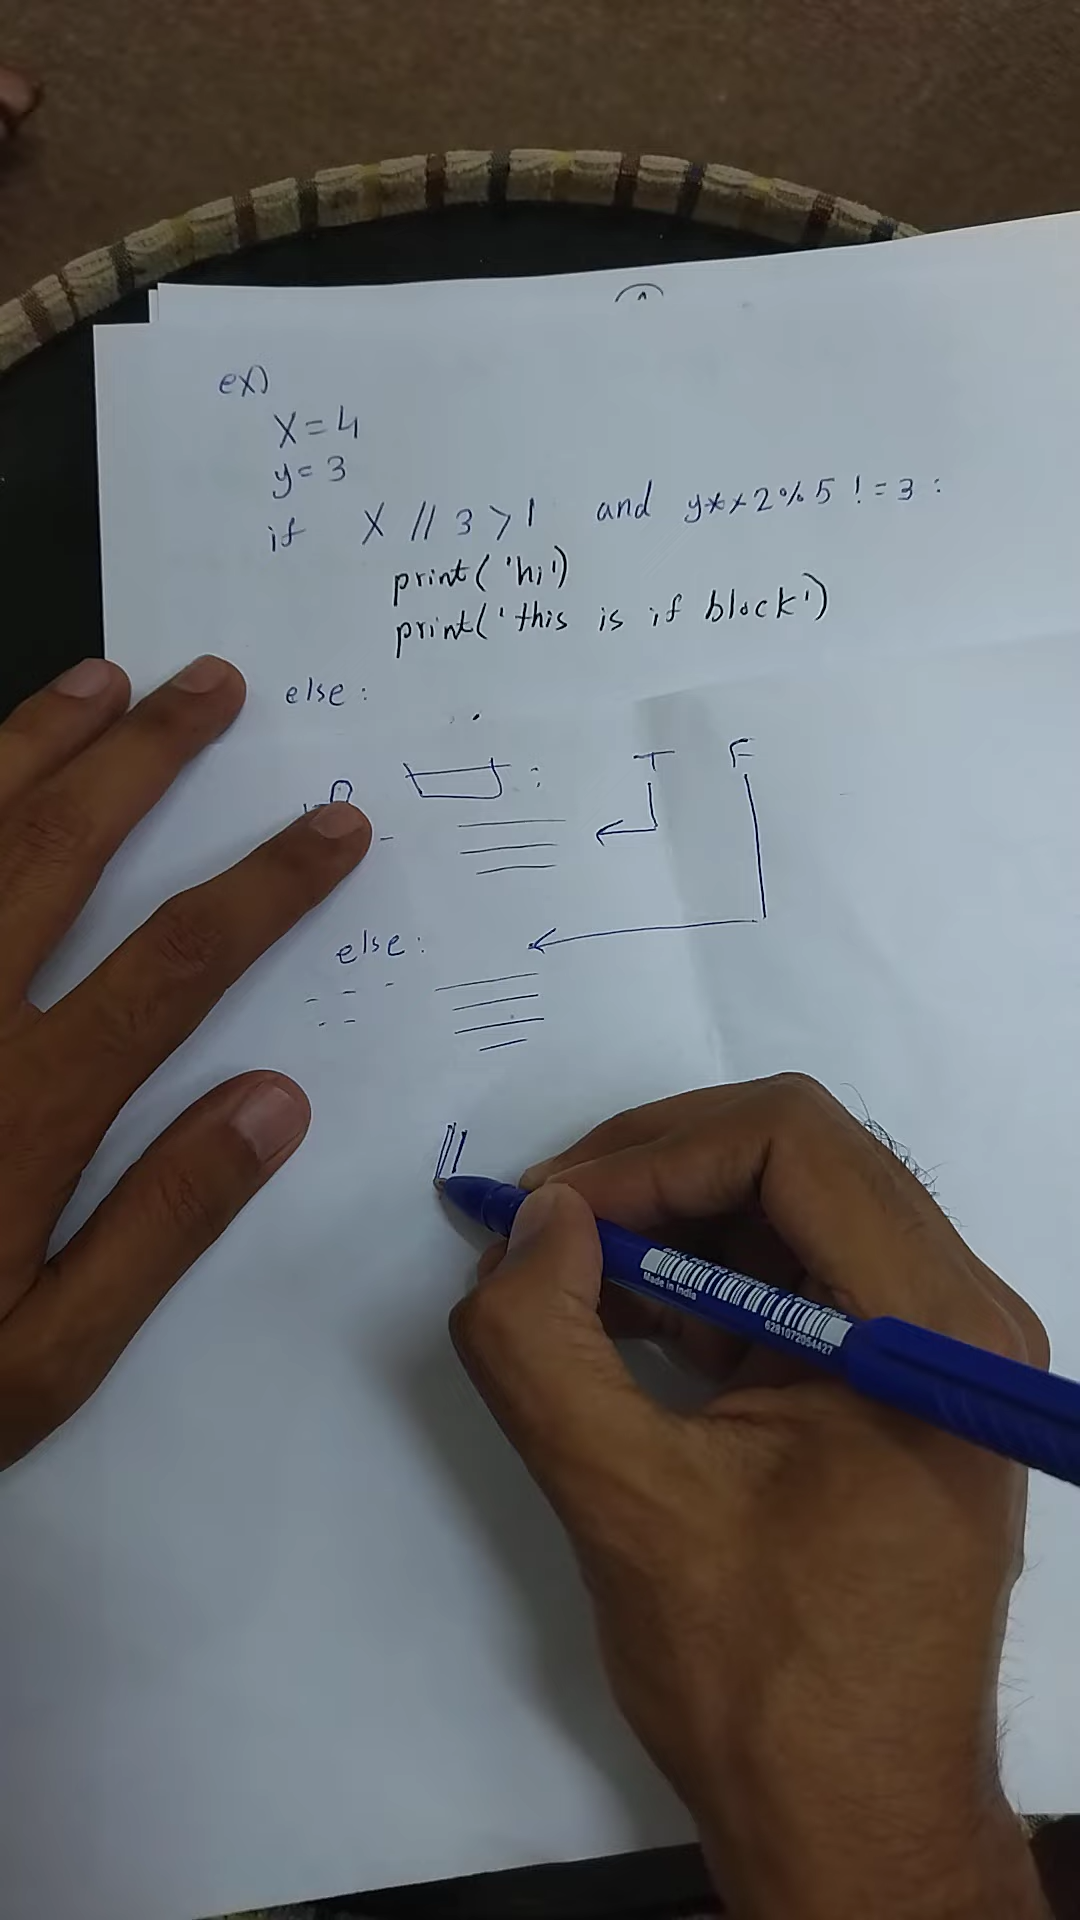 ex)
X=4
y=3
if X // 3 > 1 and y**2%5 != 3 :
print('hi')
print('this is if block')
else :
: T F
else :
Made in India
6281072054427